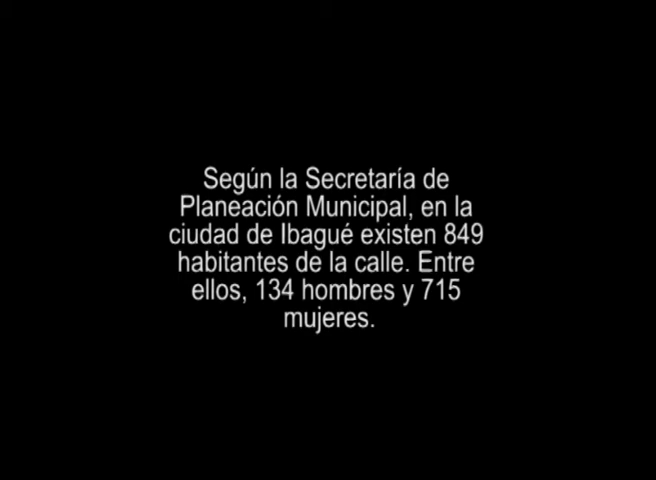 Según la Secretaría de
Planeación Municipal, en la
ciudad de Ibagué existen 849
habitantes de la calle. Entre
ellos, 134 hombres y 715
mujeres.